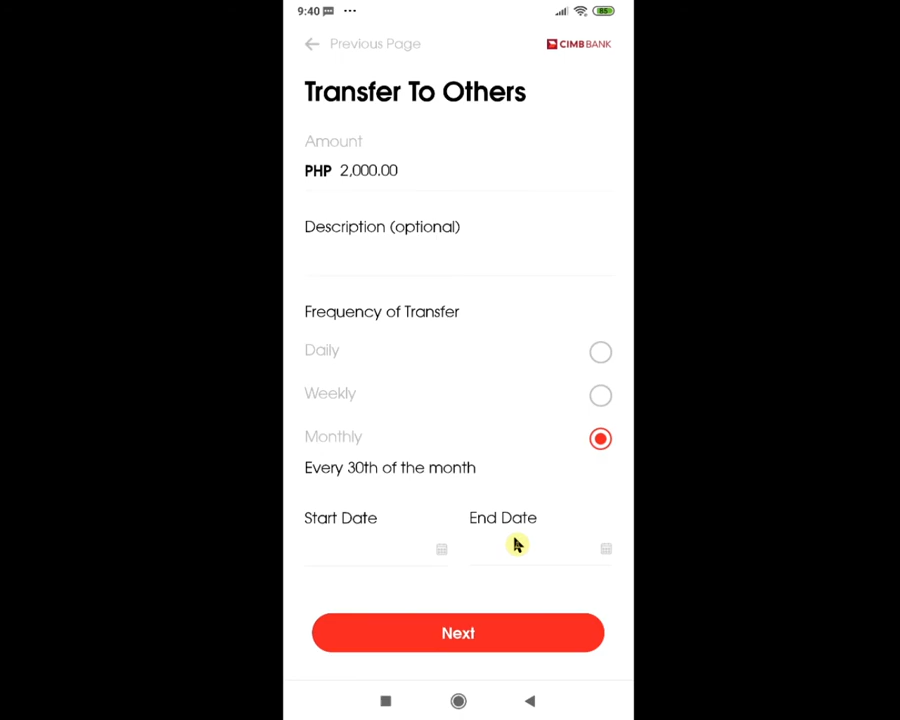 9:40 ... 85
Previous Page CIMB BANK
Transfer To Others
Amount
PHP 2,000.00
Description (optional)
Frequency of Transfer
Daily
Weekly
Monthly
Every 30th of the month
Start Date End Date
Next